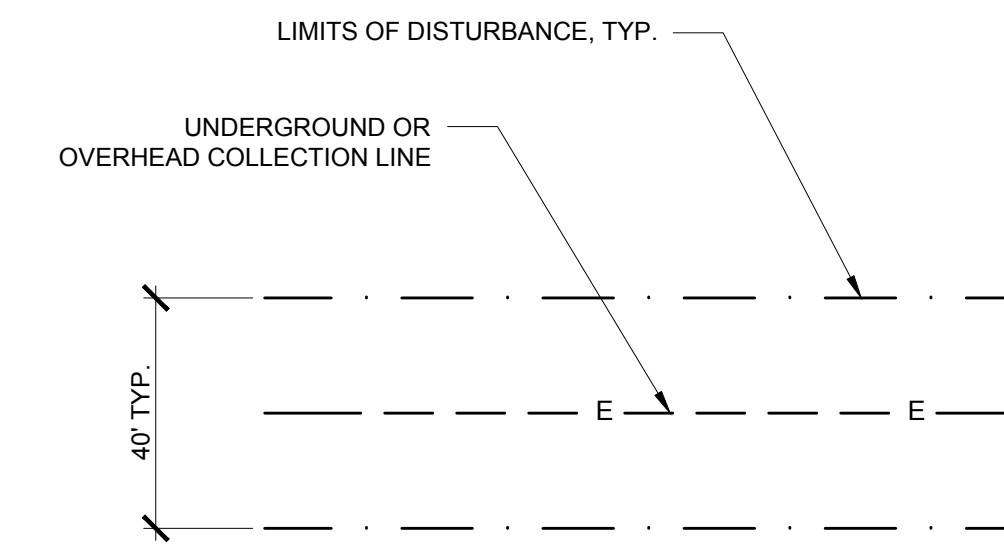 LIMITS OF DISTURBANCE, TYP.
UNDERGROUND OR
OVERHEAD COLLECTION LINE
40' TYP.
E
E